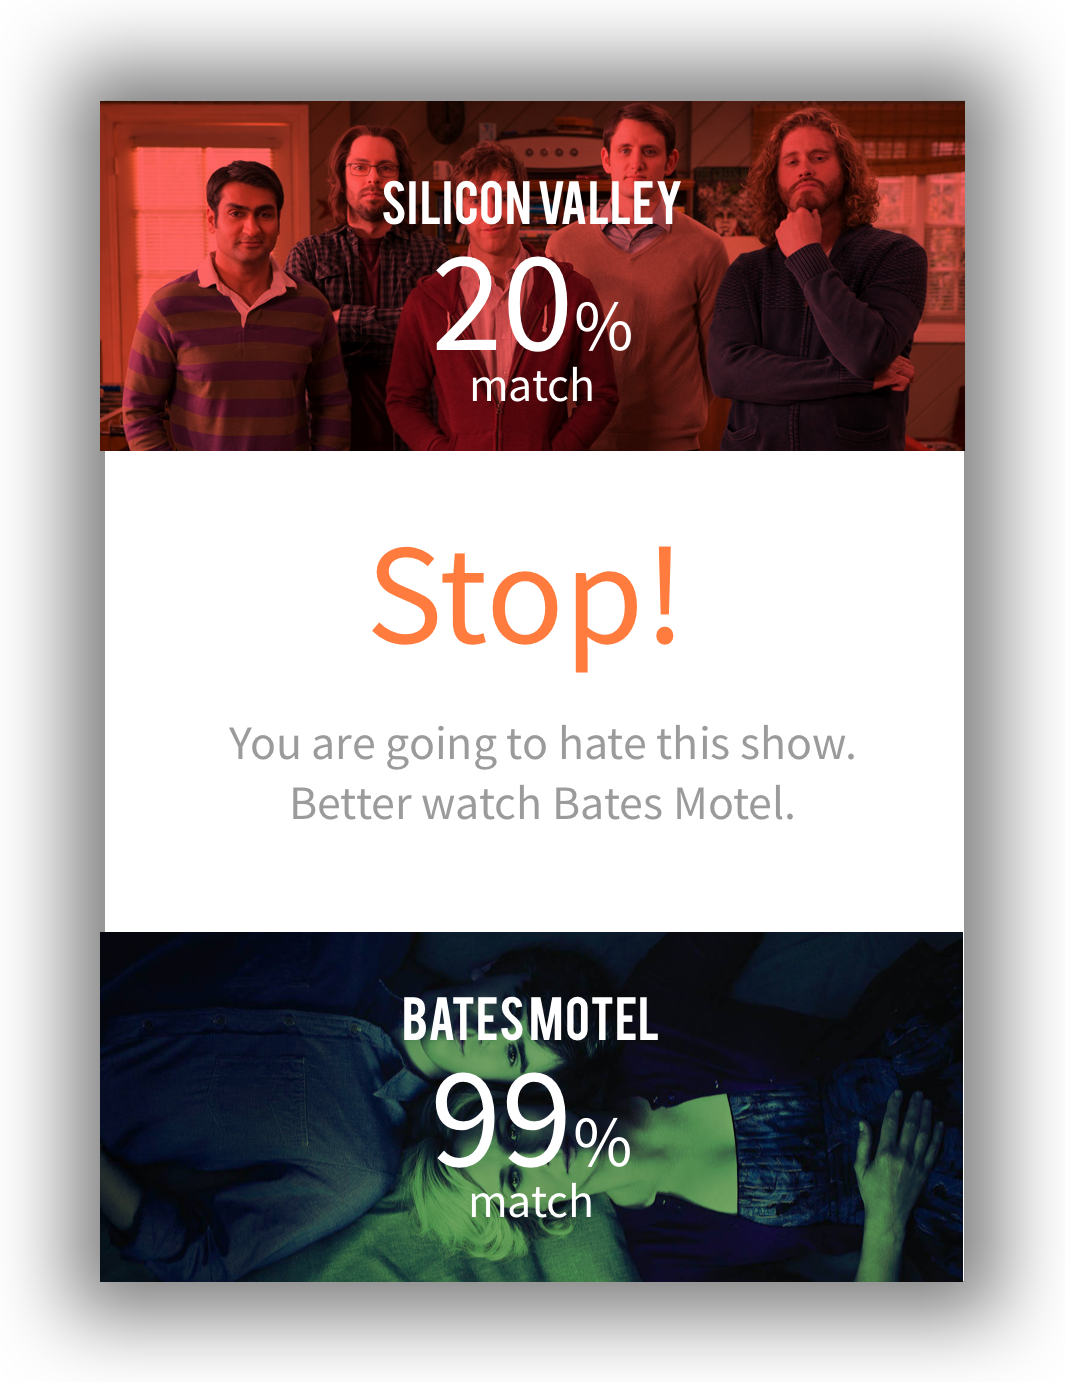 SILICON VALLEY
20%
match
Stop!
You are going to hate this show.
Better watch Bates Motel.
BATES MOTEL
99%
match